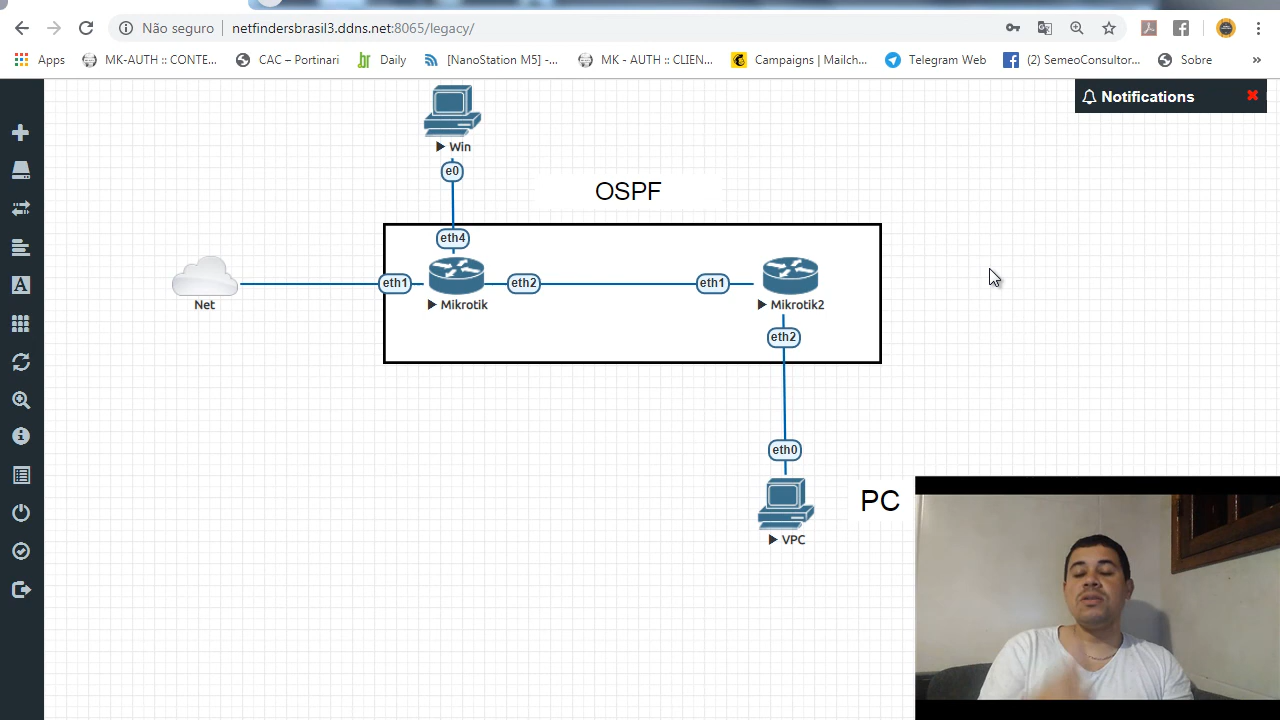 Não seguro
netfindersbrasil3.ddns.net:8065/legacy/
Apps
MK-AUTH :: CONTE...
CAC – Portinari
Daily
[NanoStation M5] -...
MK - AUTH :: CLIEN...
Campaigns | Mailch...
Telegram Web
(2) SemeoConsultor...
Sobre
»
Notifications
Win
e0
OSPF
eth4
eth1
eth2
eth1
Net
Mikrotik
Mikrotik2
eth2
eth0
PC
VPC